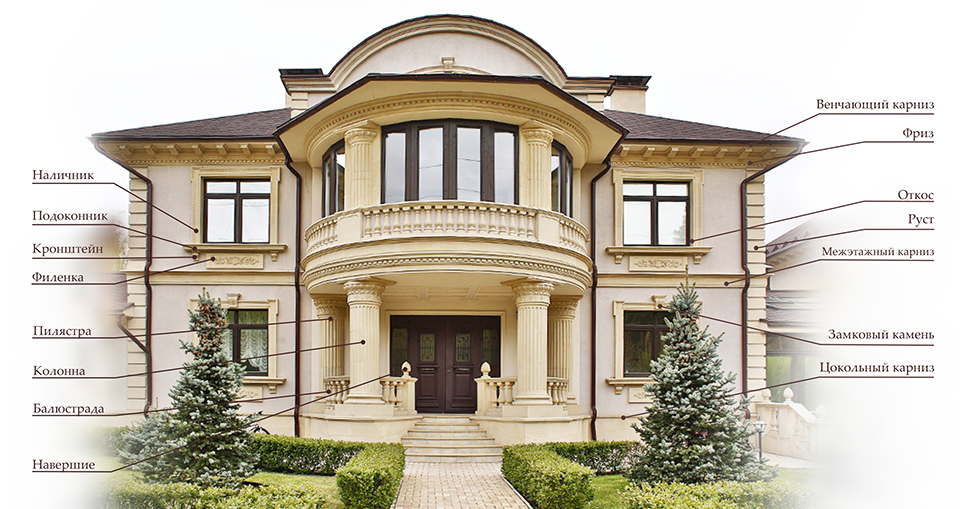 Наличник
Подоконник
Кронштейн
Филенка
Пилястра
Колонна
Балюстрада
Навершие
Венчающий карниз
Фриз
Откос
Руст
Межэтажный карниз
Замковый камень
Цокольный карниз